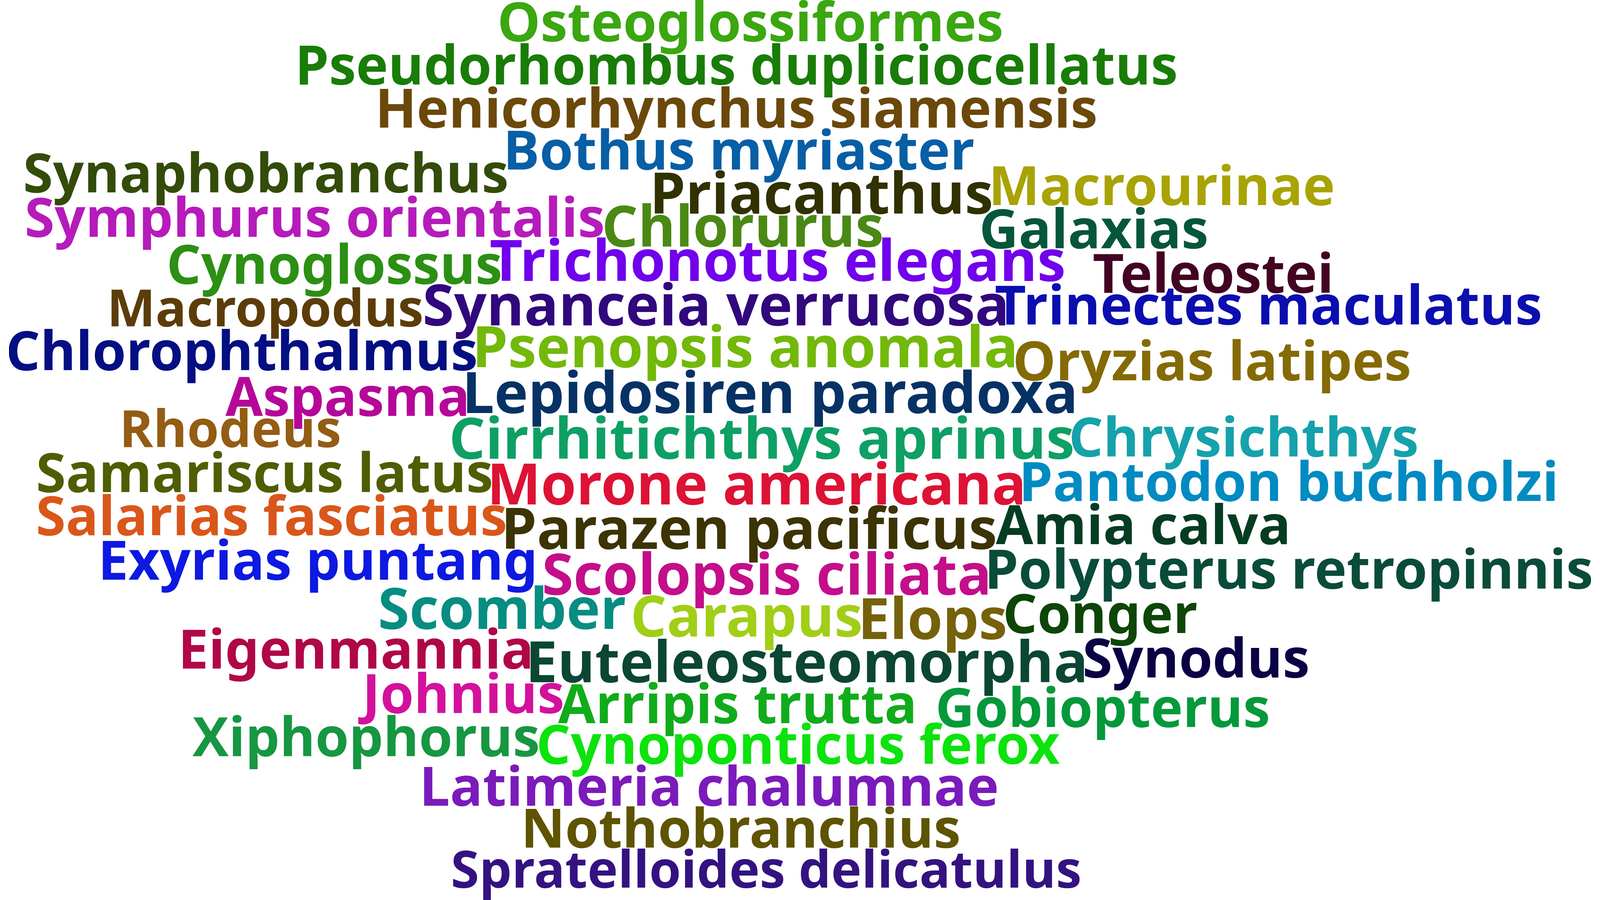 Osteoglossiformes
Pseudorhombus dupliciocellatus
Henicorhynchus siamensis
Bothus myriaster
Synaphobranchus
Priacanthus
Macrourinae
Symphurus orientalis
Chlorurus
Galaxias
Cynoglossus
Trichonotus elegans
Teleostei
Macropodus
Synanceia verrucosa
Trinectes maculatus
Chlorophthalmus
Psenopsis anomala
Oryzias latipes
Aspasma
Lepidosiren paradoxa
Rhodeus
Cirrhitichthys aprinus
Chrysichthys
Samariscus latus
Morone americana
Pantodon buchholzi
Salarias fasciatus
Parazen pacificus
Amia calva
Exyrias puntang
Scolopsis ciliata
Polypterus retropinnis
Scomber
Carapus
Elops
Conger
Eigenmannia
Euteleosteomorpha
Synodus
Johnius
Arripis trutta
Gobiopterus
Xiphophorus
Cynoponticus ferox
Latimeria chalumnae
Nothobranchius
Spratelloides delicatulus